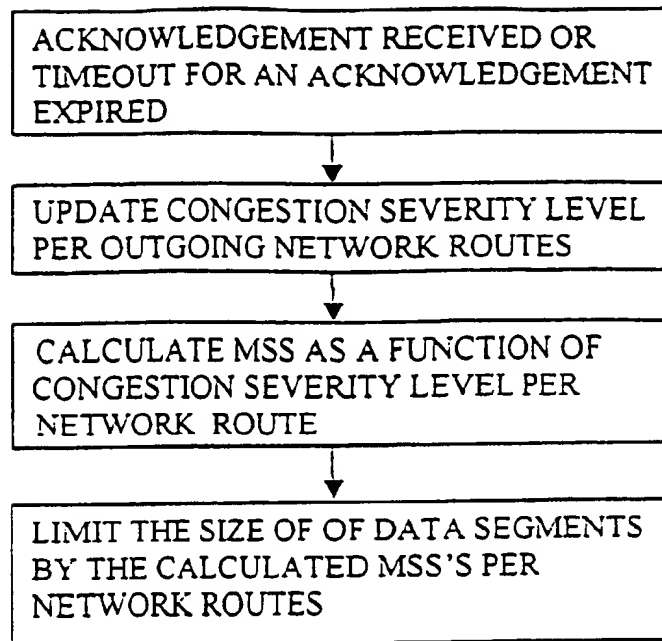 ACKNOWLEDGEMENT RECEIVED OR
TIMEOUT FOR AN ACKNOWLEDGEMENT
EXPIRED
UPDATE CONGESTION SEVERITY LEVEL
PER OUTGOING NETWORK ROUTES
CALCULATE MSS AS A FUNCTION OF
CONGESTION SEVERITY LEVEL PER
NETWORK ROUTE
LIMIT THE SIZE OF OF DATA SEGMENTS
BY THE CALCULATED MSS'S PER
NETWORK ROUTES